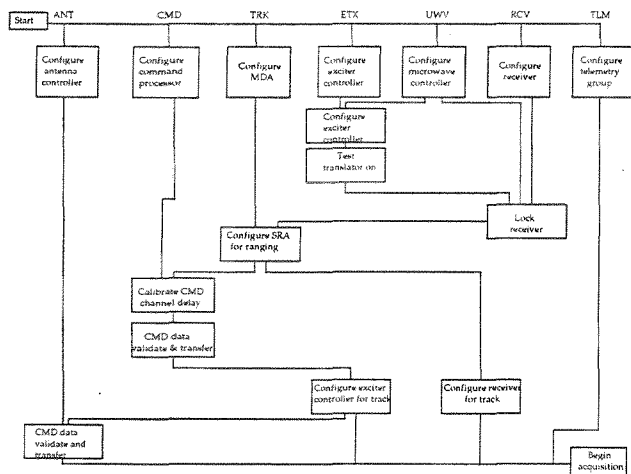 ANT CMD TRK ETX UWV RCV TLM
Start
Configure
antenna
controller
Configure
command
processor
Configure
MDA
Configure
exciter
controller
Configure
microwave
controller
Configure
receiver
Configure
telemetry
group
Configure
exciter
controller
Test
translator on
Lock
receiver
Configure SRA
for ranging
Calibrate CMD
channel delay
CMD data
validate & transfer
Configure exciter
controller for track
Configure receiver
for track
CMD data
validate and
transfer
Begin
acquisition